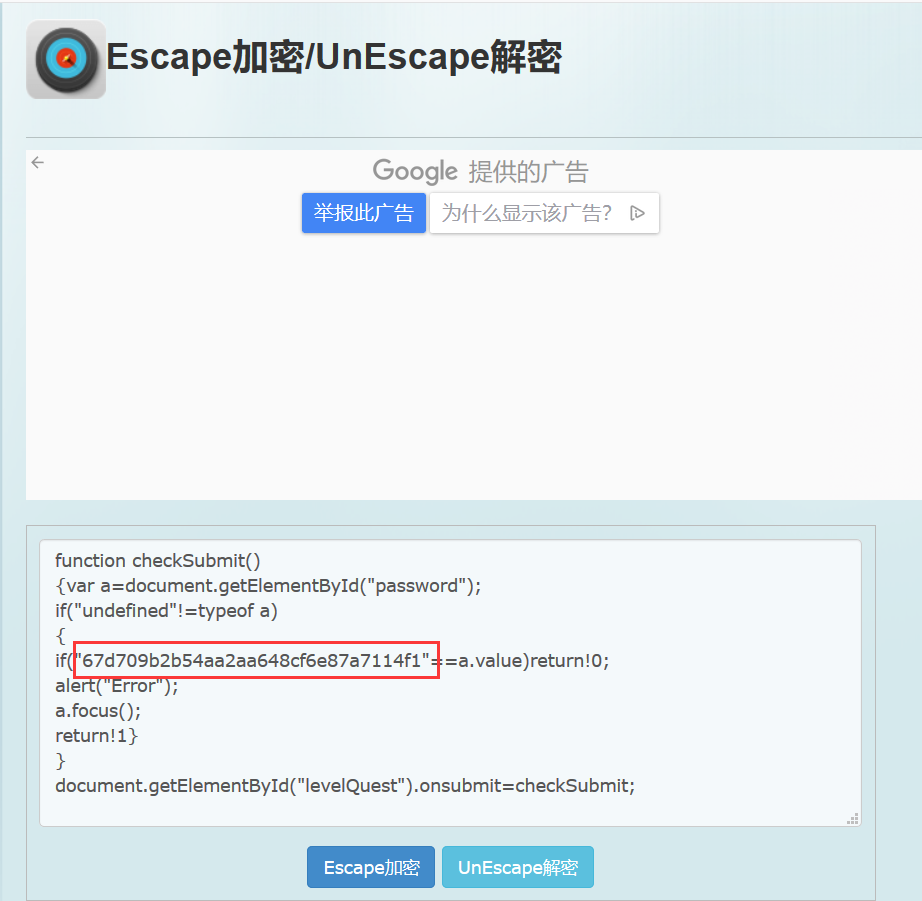 Escape加密/UnEscape解密
Google 提供的广告
举报此广告 为什么显示该广告?
function checkSubmit()
{var a=document.getElementById("password");
if("undefined"!=typeof a)
{
if("67d709b2b54aa2aa648cf6e87a7114f1"==a.value)return!0;
alert("Error");
a.focus();
return!1}
}
document.getElementById("levelQuest").onsubmit=checkSubmit;
Escape加密 UnEscape解密